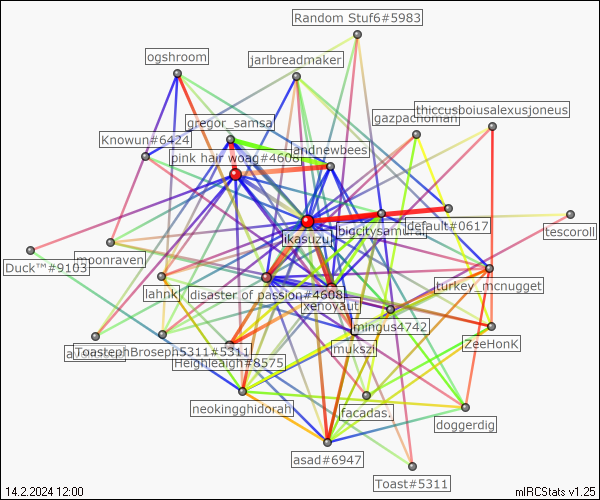 Random Stuf6#5983
ogshroom
jarlbreadmaker
thiccusboiusalexusjoneus
gazpachoman
gregor_samsa
Knowun#6424
andnewbees
pink hair woag#4608
default#0617
bigcitysamurai
tescoroll
ikasuzu
moonraven
Duck™#9103
turkey_mcnugget
lahnk
disaster of passion#4608
xenoyaut
mingus4742
ZeeHonK
mukszi
ToastephBroseph5311#5311
Heighleaigh#8575
neokingghidorah
facadas.
doggerdig
asad#6947
Toast#5311
14.2.2024 12:00
mIRCStats v1.25